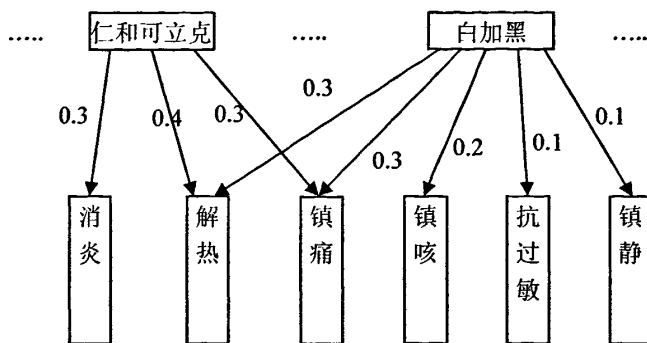 ..... 仁和可立克 ..... 白加黑 .....
0.3 0.4 0.3 0.3 0.3 0.2 0.1 0.1
消炎 解热 镇痛 镇咳 抗过敏 镇静